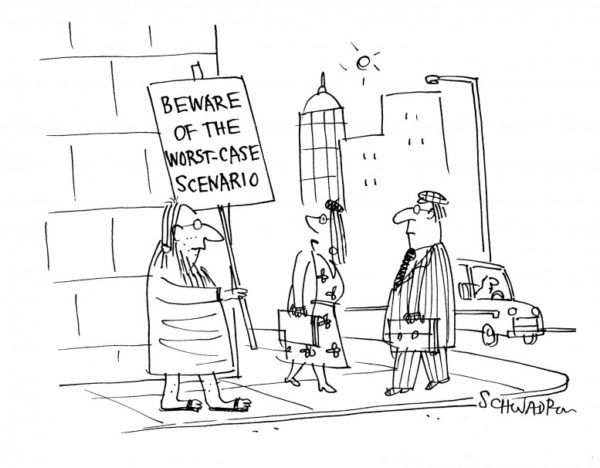 BEWARE
OF THE
WORST-CASE
SCENARIO
SCHWADRON